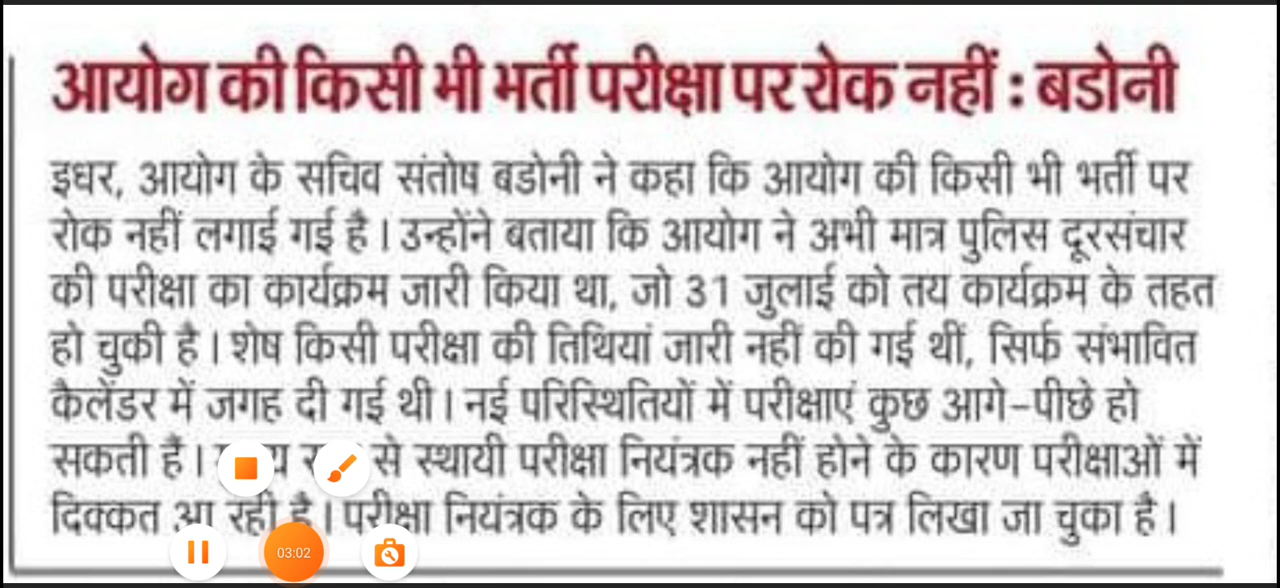 आयोग की किसी भी भर्ती परीक्षा पर रोक नहीं : बडोनी
इधर, आयोग के सचिव संतोष बडोनी ने कहा कि आयोग की किसी भी भर्ती पर
रोक नहीं लगाई गई है। उन्होंने बताया कि आयोग ने अभी मात्र पुलिस दूरसंचार
की परीक्षा का कार्यक्रम जारी किया था, जो 31 जुलाई को तय कार्यक्रम के तहत
हो चुकी है। शेष किसी परीक्षा की तिथियां जारी नहीं की गई थीं, सिर्फ संभावित
कैलेंडर में जगह दी गई थी। नई परिस्थितियों में परीक्षाएं कुछ आगे-पीछे हो
सकती हैं। से स्थायी परीक्षा नियंत्रक नहीं होने के कारण परीक्षाओं में
दिक्कत आ रही है। परीक्षा नियंत्रक के लिए शासन को पत्र लिखा जा चुका है।
03:02